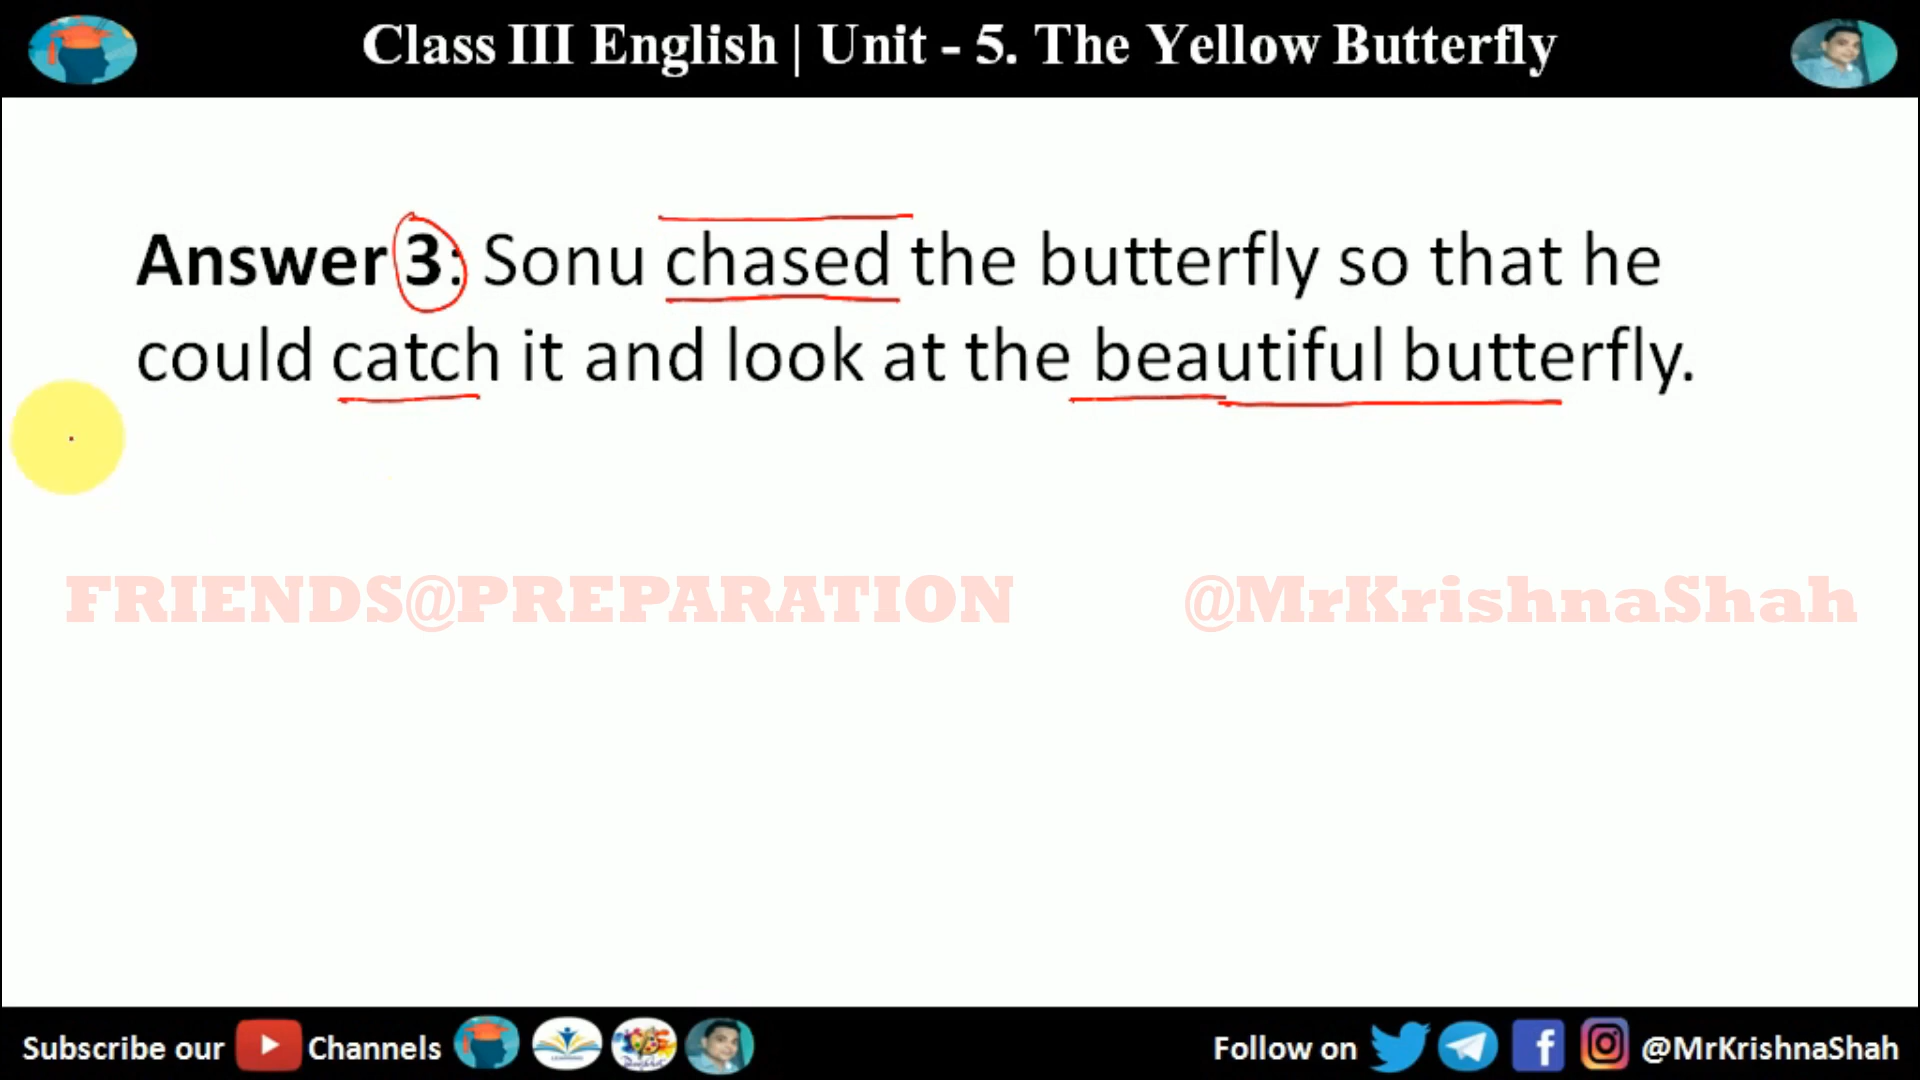 Class III English | Unit - 5. The Yellow Butterfly
Answer 3: Sonu chased the butterfly so that he
could catch it and look at the beautiful butterfly.
FRIENDS@PREPARATION @MrKrishnaShah
Subscribe our Channels Follow on @MrKrishnaShah